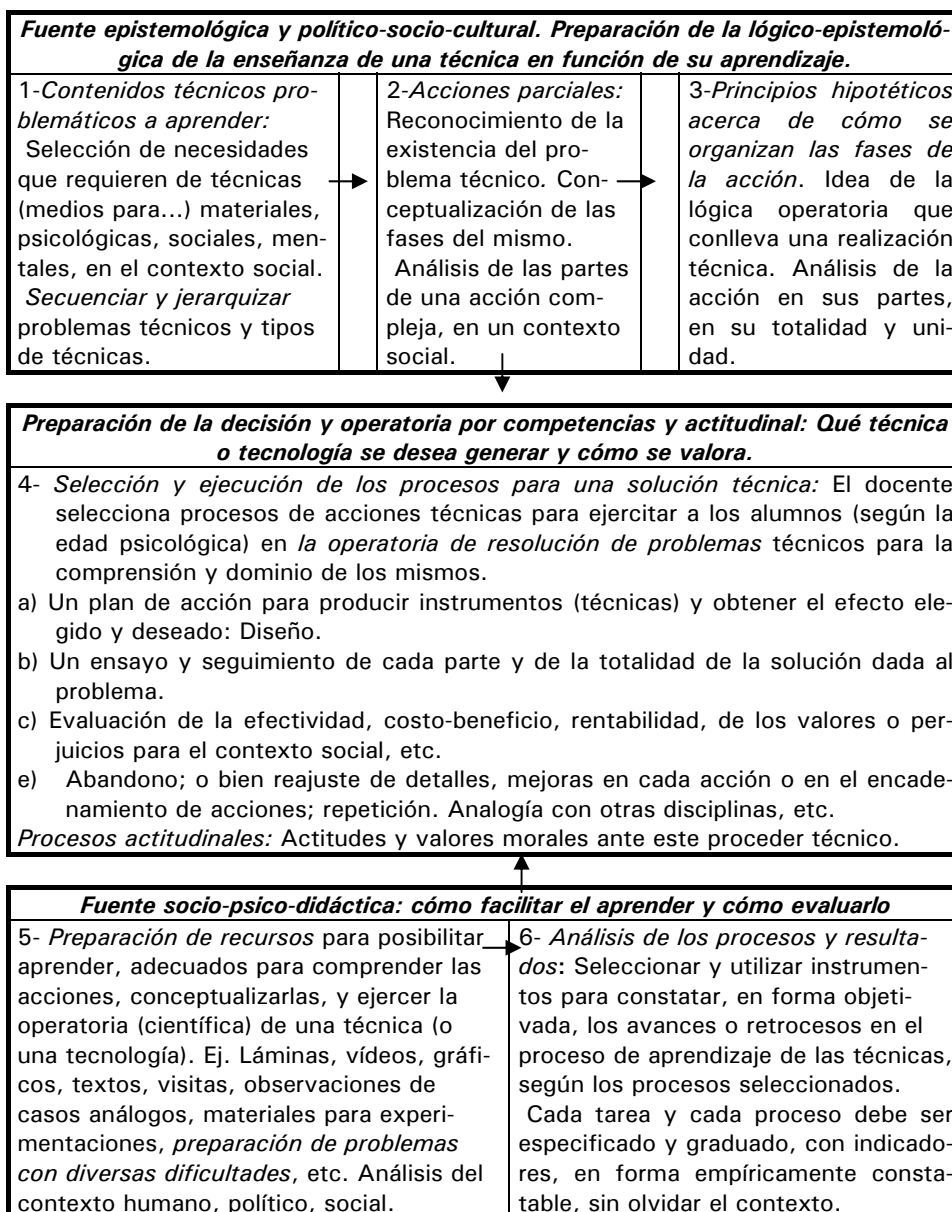 Fuente epistemológica y político-socio-cultural. Preparación de la lógico-epistemoló-
gica de la enseñanza de una técnica en función de su aprendizaje.
1-Contenidos técnicos pro-
blemáticos a aprender:
Selección de necesidades
que requieren de técnicas
(medios para...) materiales,
psicológicas, sociales, men-
tales, en el contexto social.
Secuenciar y jerarquizar
problemas técnicos y tipos
de técnicas.
2-Acciones parciales:
Reconocimiento de la
existencia del pro-
blema técnico. Con-
ceptualización de las
fases del mismo.
Análisis de las partes
de una acción com-
pleja, en un contexto
social.
3-Principios hipotéticos
acerca de cómo se
organizan las fases de
la acción. Idea de la
lógica operatoria que
conlleva una realización
técnica. Análisis de la
acción en sus partes,
en su totalidad y uni-
dad.
Preparación de la decisión y operatoria por competencias y actitudinal: Qué técnica
o tecnología se desea generar y cómo se valora.
4- Selección y ejecución de los procesos para una solución técnica: El docente
selecciona procesos de acciones técnicas para ejercitar a los alumnos (según la
edad psicológica) en la operatoria de resolución de problemas técnicos para la
comprensión y dominio de los mismos.
a) Un plan de acción para producir instrumentos (técnicas) y obtener el efecto ele-
gido y deseado: Diseño.
b) Un ensayo y seguimiento de cada parte y de la totalidad de la solución dada al
problema.
c) Evaluación de la efectividad, costo-beneficio, rentabilidad, de los valores o per-
juicios para el contexto social, etc.
e) Abandono; o bien reajuste de detalles, mejoras en cada acción o en el encade-
namiento de acciones; repetición. Analogía con otras disciplinas, etc.
Procesos actitudinales: Actitudes y valores morales ante este proceder técnico.
Fuente socio-psico-didáctica: cómo facilitar el aprender y cómo evaluarlo
5- Preparación de recursos para posibilitar
aprender, adecuados para comprender las
acciones, conceptualizarlas, y ejercer la
operatoria (científica) de una técnica (o
una tecnología). Ej. Láminas, vídeos, gráfi-
cos, textos, visitas, observaciones de
casos análogos, materiales para experi-
mentaciones, preparación de problemas
con diversas dificultades, etc. Análisis del
contexto humano, político, social.
6- Análisis de los procesos y resulta-
dos: Seleccionar y utilizar instrumen-
tos para constatar, en forma objeti-
vada, los avances o retrocesos en el
proceso de aprendizaje de las técnicas,
según los procesos seleccionados.
Cada tarea y cada proceso debe ser
especificado y graduado, con indicado-
res, en forma empíricamente consta-
table, sin olvidar el contexto.